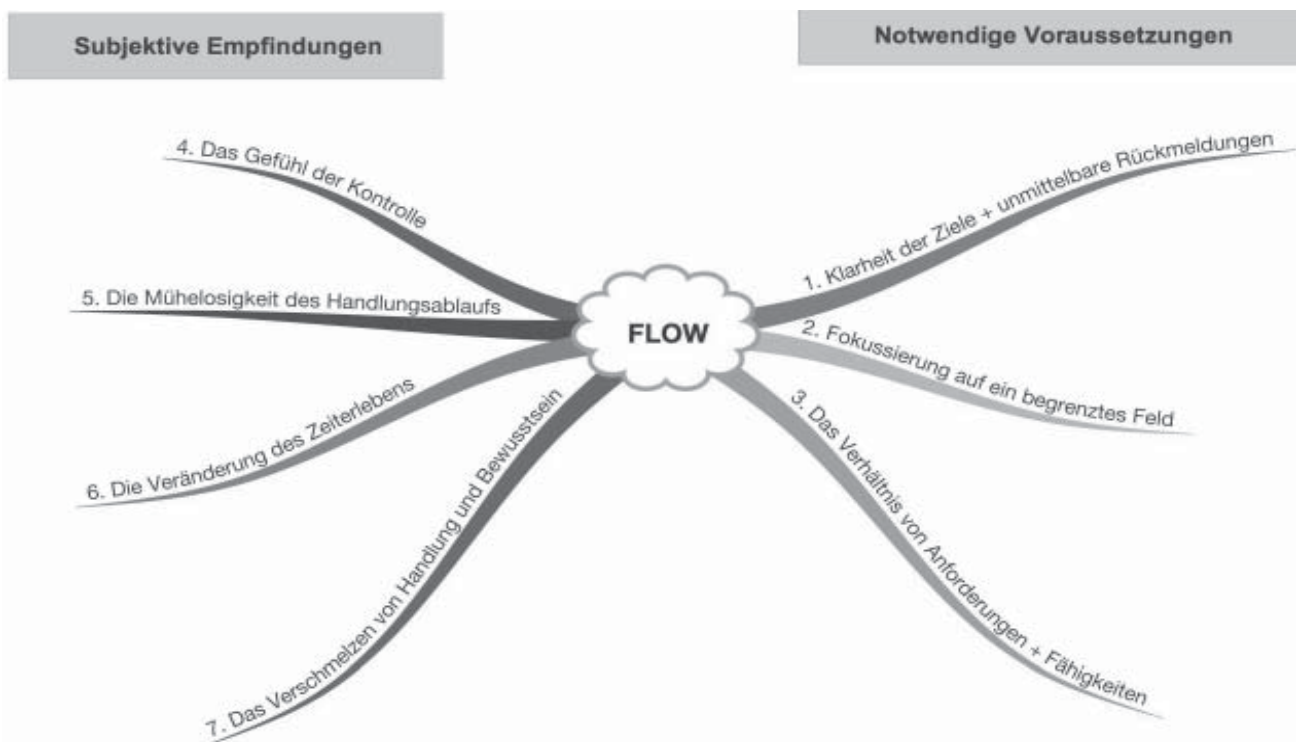 Subjektive Empfindungen
Notwendige Voraussetzungen
4. Das Gefühl der Kontrolle
5. Die Mühelosigkeit des Handlungsablaufs
6. Die Veränderung des Zeiterlebens
7. Das Verschmelzen von Handlung und Bewusstsein
FLOW
1. Klarheit der Ziele + unmittelbare Rückmeldungen
2. Fokussierung auf ein begrenztes Feld
3. Das Verhältnis von Anforderungen + Fähigkeiten